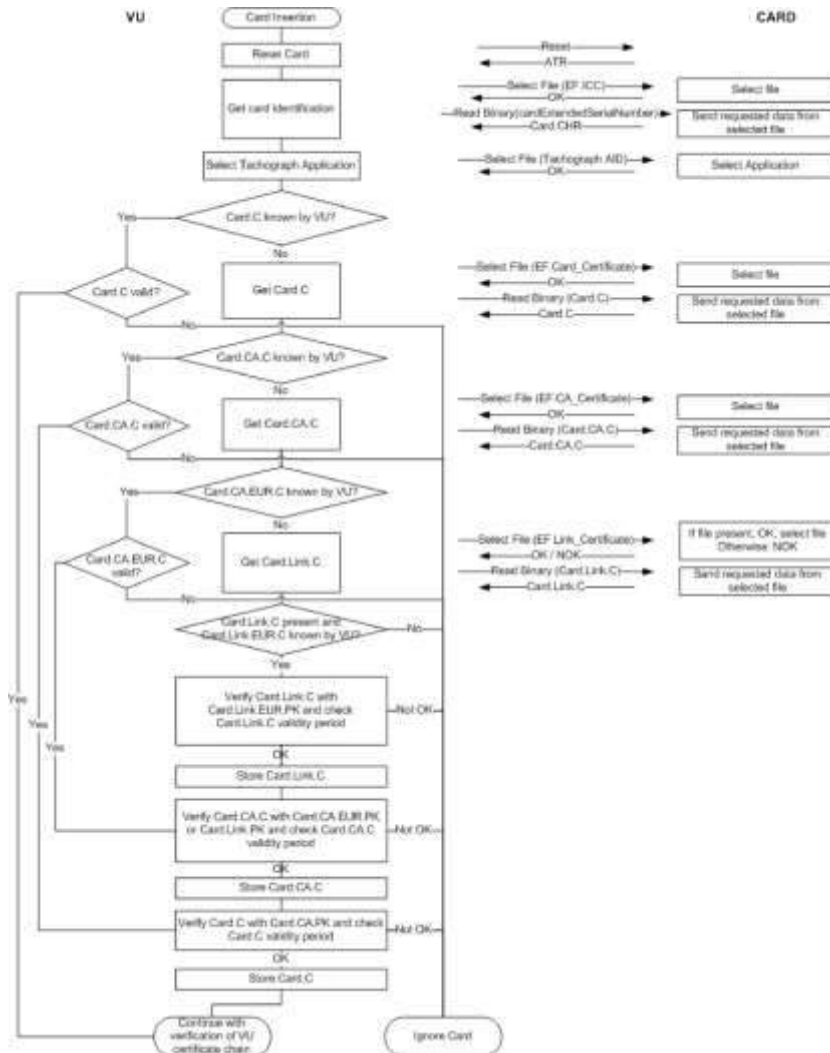 VU
CARD
Card Insertion
Reset Card
Reset
ATR
Get card identification
Select File (EF.ICC)
OK
Select file
Read Binary(cardExtendedSerialNumber)
Card.CHR
Send requested data from
selected file
Select Tachograph Application
Select File (Tachograph AID)
OK
Select Application
Yes
Card.C known by VU?
No
Card.C valid?
Get Card.C
Select File (EF.Card_Certificate)
OK
Select file
Read Binary (Card.C)
Card.C
Send requested data from
selected file
No
Yes
Card.CA.C known by VU?
No
Card.CA.C valid?
Get Card.CA.C
Select File (EF.CA_Certificate)
OK
Select file
Read Binary (Card.CA.C)
Card.CA.C
Send requested data from
selected file
No
Yes
Card.CA.EUR.C known by VU?
No
Card.CA.EUR.C
valid?
Get Card.Link.C
Select File (EF.Link_Certificate)
OK / NOK
If file present, OK, select file
Otherwise: NOK
Read Binary (Card.Link.C)
Card.Link.C
Send requested data from
selected file
No
Card.Link.C present and
Card.Link.EUR.C known by VU?
No
Yes
Yes
Yes
Yes
Verify Card.Link.C with
Card.Link.EUR.PK and check
Card.Link.C validity period
Not OK
OK
Store Card.Link.C
Verify Card.CA.C with Card.CA.EUR.PK
or Card.Link.PK and check Card.CA.C
validity period
Not OK
OK
Store Card.CA.C
Verify Card.C with Card.CA.PK and check
Card.C validity period
Not OK
OK
Store Card.C
Continue with
verification of VU
certificate chain
Ignore Card